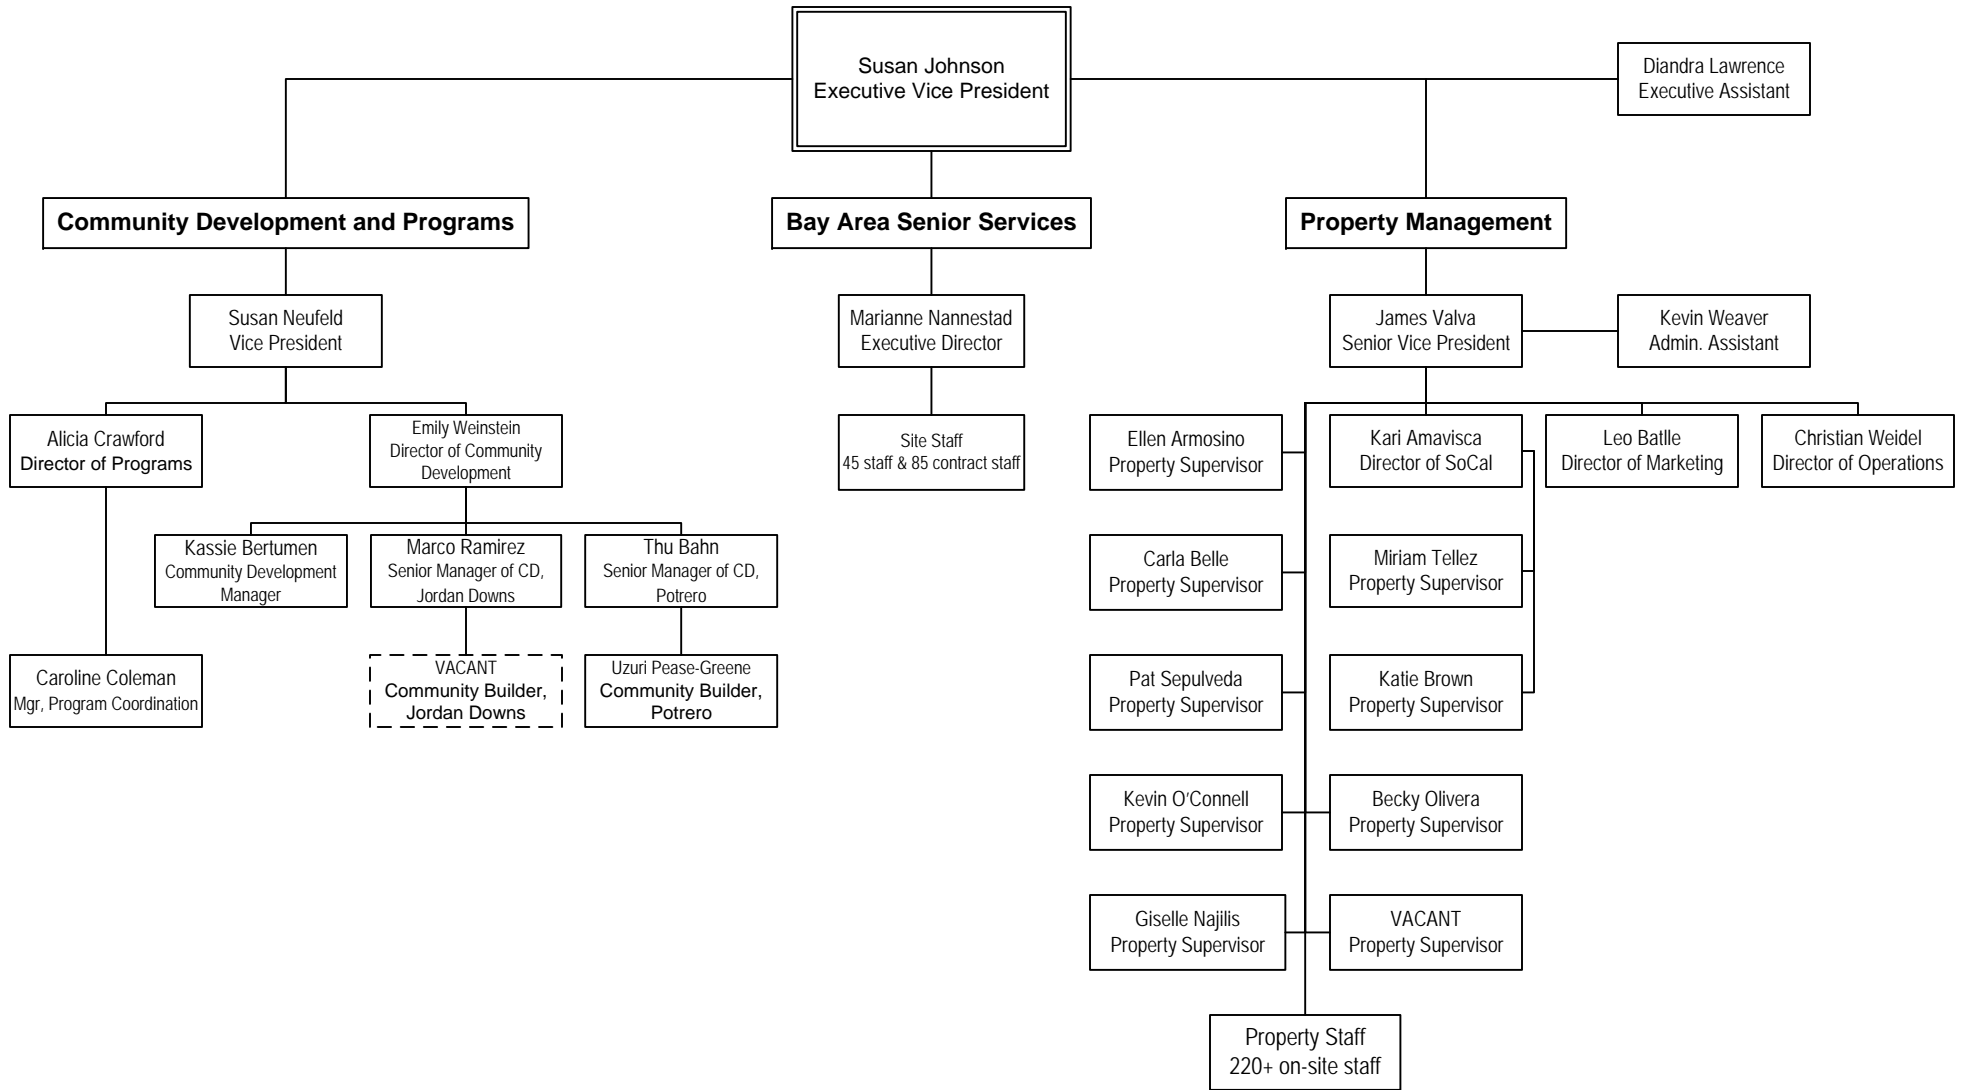 Susan Johnson
Executive Vice President
Diandra Lawrence
Executive Assistant
Community Development and Programs
Bay Area Senior Services
Property Management
Susan Neufeld
Vice President
Marianne Nannestad
Executive Director
James Valva
Senior Vice President
Kevin Weaver
Admin. Assistant
Alicia Crawford
Director of Programs
Emily Weinstein
Director of Community
Development
Site Staff
45 staff & 85 contract staff
Ellen Armosino
Property Supervisor
Kari Amavisca
Director of SoCal
Leo Batlle
Director of Marketing
Christian Weidel
Director of Operations
Kassie Bertumen
Community Development
Manager
Marco Ramirez
Senior Manager of CD,
Jordan Downs
Thu Bahn
Senior Manager of CD,
Potrero
Carla Belle
Property Supervisor
Miriam Tellez
Property Supervisor
Caroline Coleman
Mgr, Program Coordination
VACANT
Community Builder,
Jordan Downs
Uzuri Pease-Greene
Community Builder,
Potrero
Pat Sepulveda
Property Supervisor
Katie Brown
Property Supervisor
Kevin O'Connell
Property Supervisor
Becky Olivera
Property Supervisor
Giselle Najilis
Property Supervisor
VACANT
Property Supervisor
Property Staff
220+ on-site staff